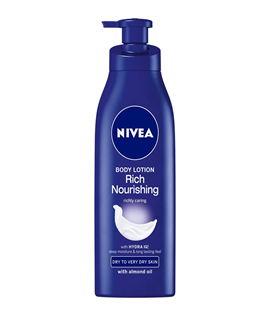 NIVEA
BODY LOTION
Rich
Nourishing
richly caring
with HYDRA IQ
deep moisture & long lasting feel
DRY TO VERY DRY SKIN
with almond oil